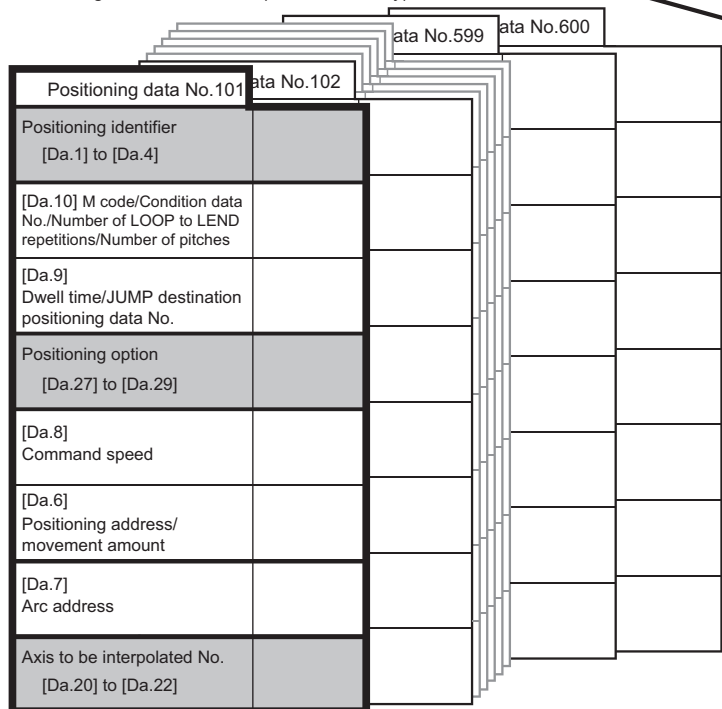 ata No.600
ata No.599
ata No.102
Positioning data No.101
Positioning identifier
[Da.1] to [Da.4]
[Da.10] M code/Condition data
No./Number of LOOP to LEND
repetitions/Number of pitches
[Da.9]
Dwell time/JUMP destination
positioning data No.
Positioning option
[Da.27] to [Da.29]
[Da.8]
Command speed
[Da.6]
Positioning address/
movement amount
[Da.7]
Arc address
Axis to be interpolated No.
[Da.20] to [Da.22]